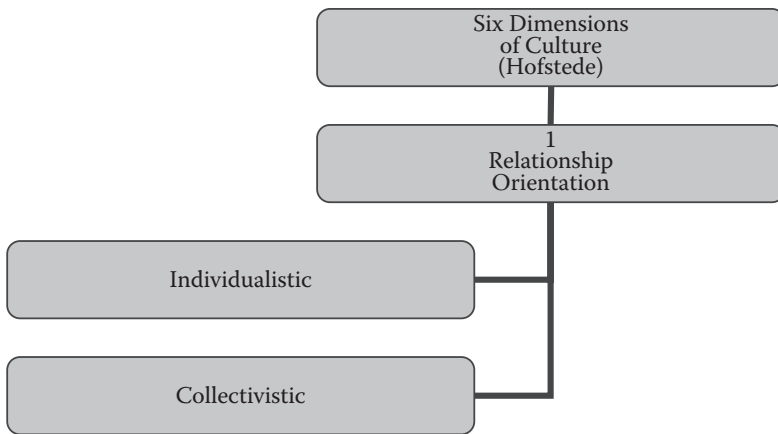 Six Dimensions
of Culture
(Hofstede)
1
Relationship
Orientation
Individualistic
Collectivistic